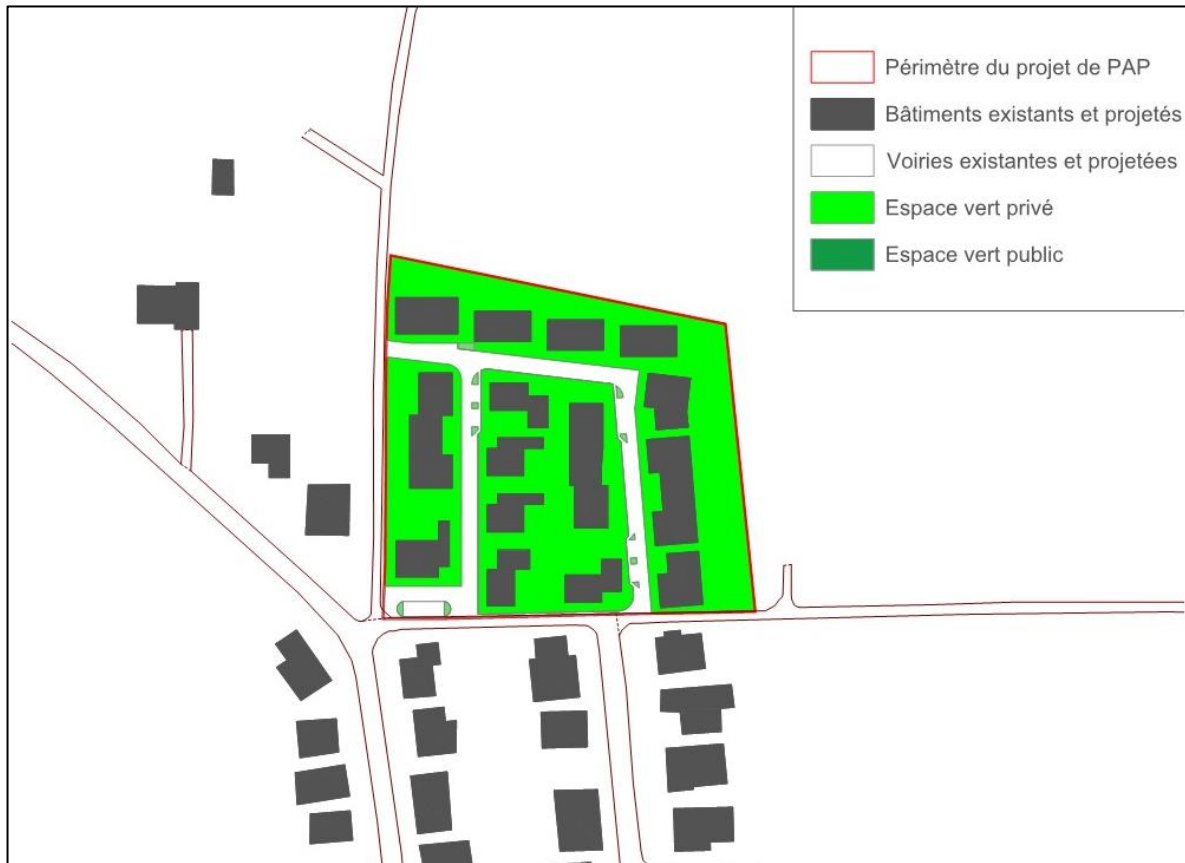 Périmètre du projet de PAP
Bâtiments existants et projetés
Voiries existantes et projetées
Espace vert privé
Espace vert public